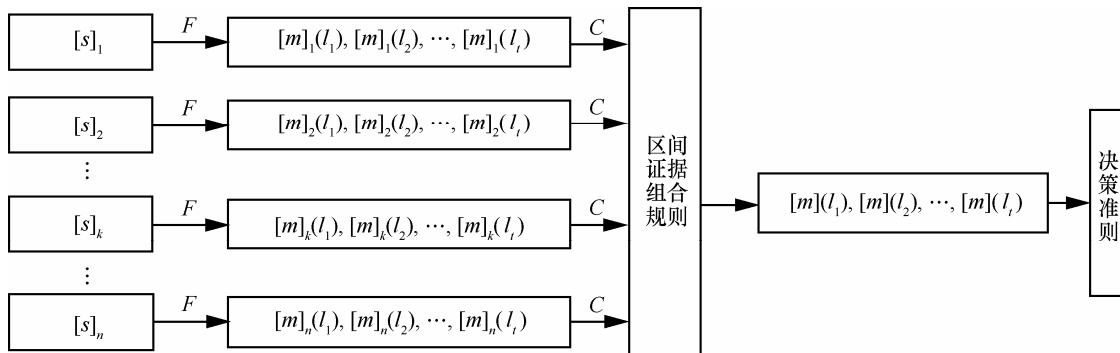 [s]₁ F [m]₁(l₁), [m]₁(l₂), ⋯, [m]₁(lₜ) C
[s]₂ F [m]₂(l₁), [m]₂(l₂), ⋯, [m]₂(lₜ) C
⋮
[s]ₖ F [m]ₖ(l₁), [m]ₖ(l₂), ⋯, [m]ₖ(lₜ) C
⋮
[s]ₙ F [m]ₙ(l₁), [m]ₙ(l₂), ⋯, [m]ₙ(lₜ) C
区间
证据
组合
规则
[m](l₁), [m](l₂), ⋯, [m](lₜ)
决策准则